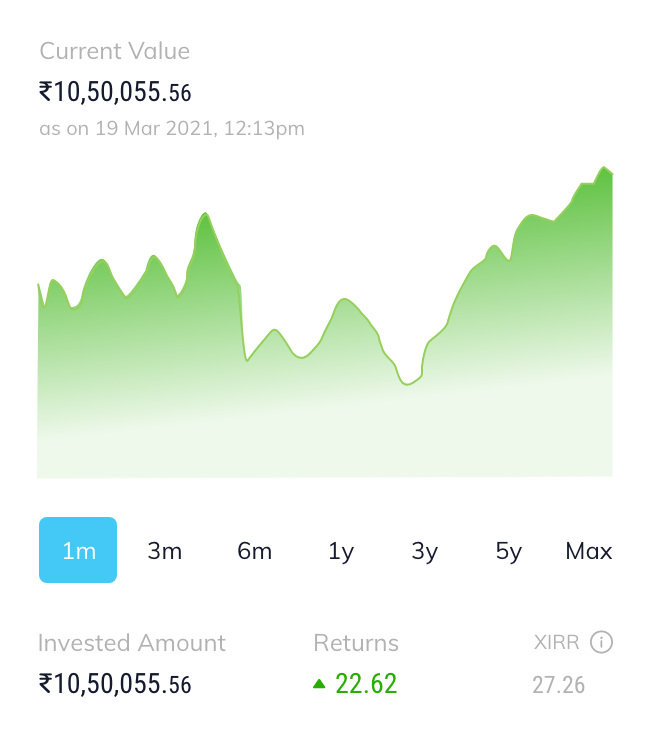 Current Value
₹10,50,055.56
as on 19 Mar 2021, 12:13pm
1m 3m 6m 1y 3y 5y Max
Invested Amount Returns XIRR
₹10,50,055.56 22.62 27.26